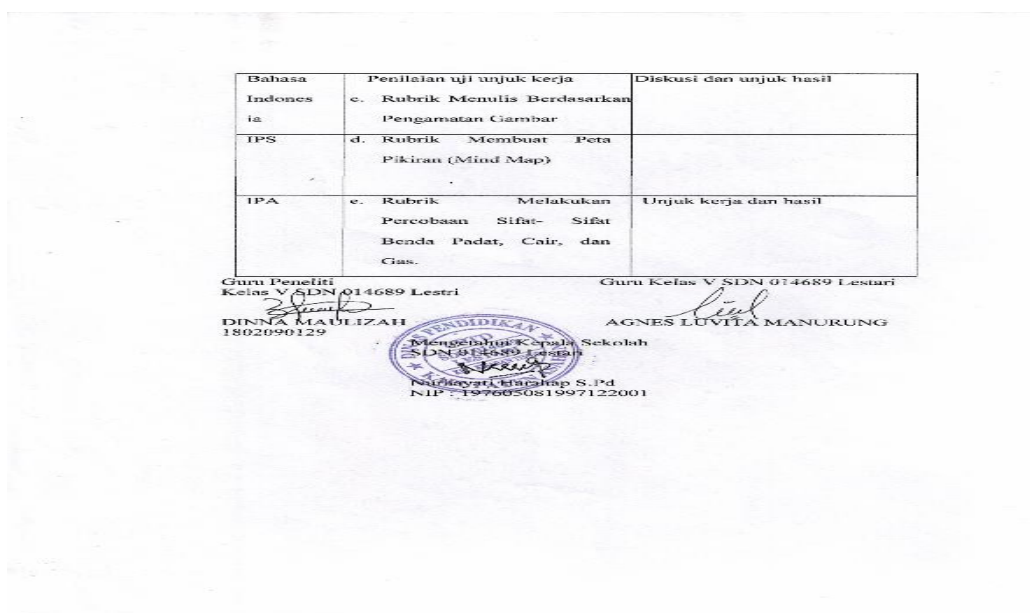 Bahasa Penilaian uji unjuk kerja Diskusi dan unjuk hasil
Indones c. Rubrik Menulis Berdasarkan
ia Pengamatan Gambar
IPS d. Rubrik Membuat Peta
Pikiran (Mind Map)
IPA e. Rubrik Melakukan Unjuk kerja dan hasil
Percobaan Sifat- Sifat
Benda Padat, Cair, dan
Gas.
Guru Peneliti Guru Kelas V SDN 014689 Lestari
Kelas V SDN 014689 Lestri
DINNA MAULIZAH AGNES LUVITA MANURUNG
1802090129
PENDIDIKAN
Mengetahui Kepala Sekolah
SDN 014689 Lestari
Nurhayati Harahap S.Pd
NIP : 197605081997122001